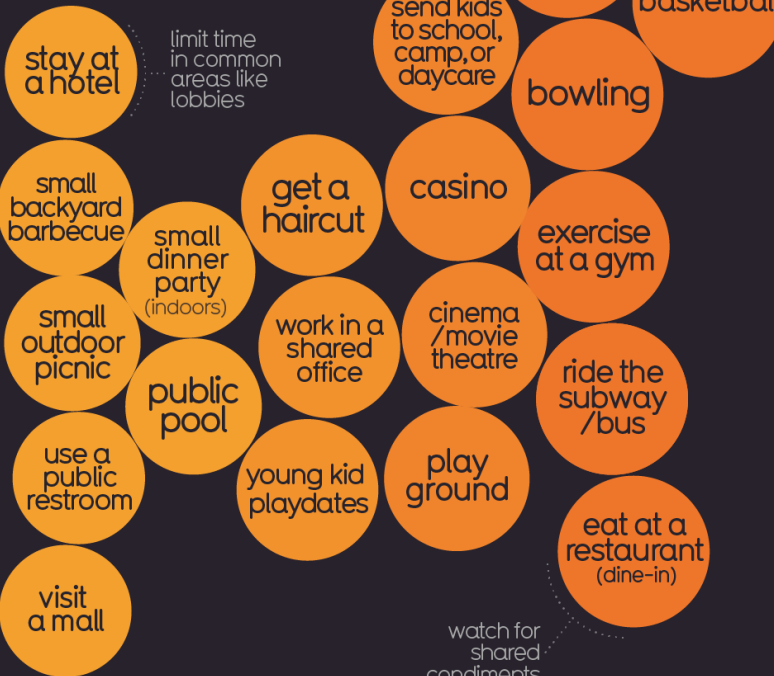 stay at
a hotel
limit time
in common
areas like
lobbies
small
backyard
barbecue
small
dinner
party
(indoors)
small
outdoor
picnic
public
pool
use a
public
restroom
visit
a mall
get a
haircut
work in a
shared
office
young kid
playdates
send kids
to school,
camp, or
daycare
casino
cinema
/movie
theatre
play
ground
basketbal
bowling
exercise
at a gym
ride the
subway
/bus
eat at a
restaurant
(dine-in)
watch for
shared
condiments